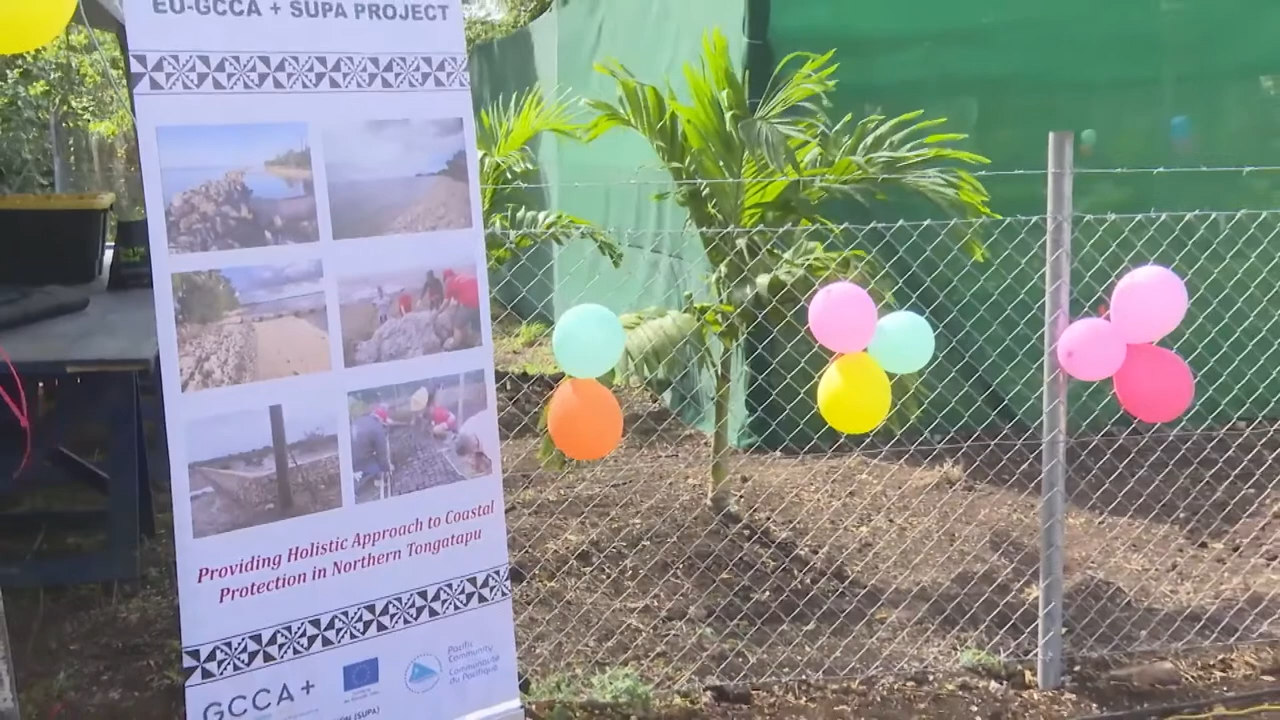 EU-GCCA + SUPA PROJECT
Providing Holistic Approach to Coastal
Protection in Northern Tongatapu
GCCA+
Pacific
Community
Communauté
du Pacifique
(SUPA)